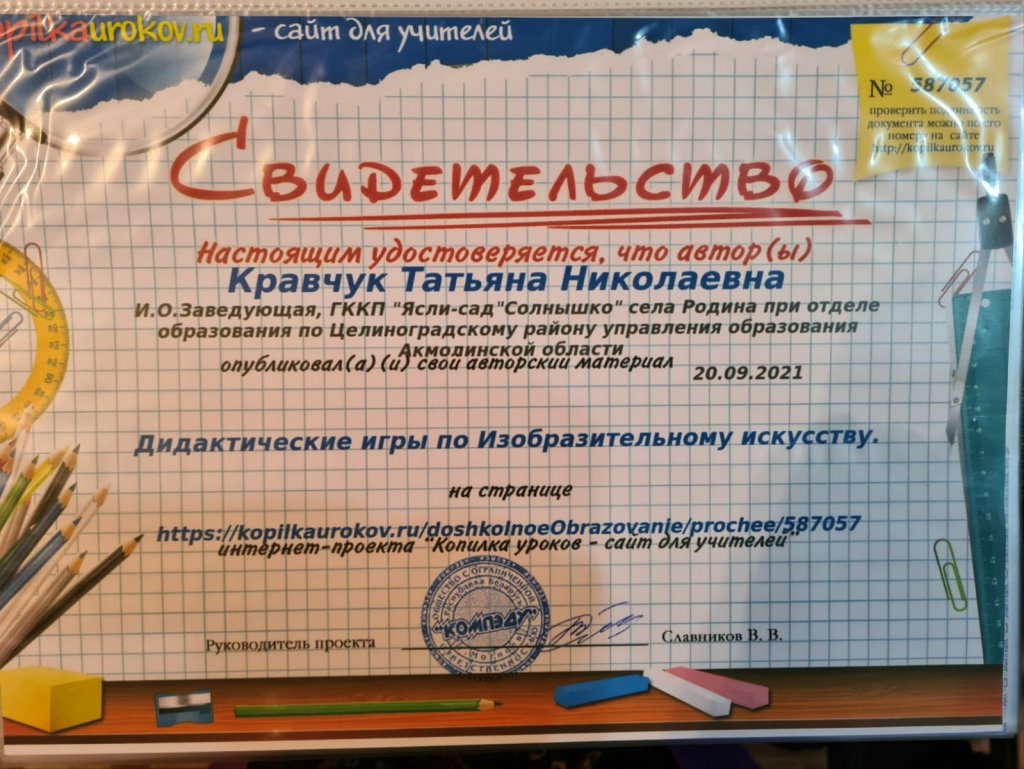 kopilkaurokov.ru - сайт для учителей
№ 587057
проверить подлинность
документа можно по его
номеру на сайте
http://kopilkaurokov.ru
Свидетельство
Настоящим удостоверяется, что автор(ы)
Кравчук Татьяна Николаевна
И.О.Заведующая, ГККП "Ясли-сад"Солнышко" села Родина при отделе
образования по Целиноградскому району управления образования
Акмолинской области
опубликовал(а)(и) свой авторский материал
20.09.2021
Дидактические игры по Изобразительному искусству.
на странице
https://kopilkaurokov.ru/doshkolnoeObrazovanie/prochee/587057
интернет-проекта “Копилка уроков - сайт для учителей”
Республика Беларусь
"КОМПЭДУ"
Руководитель проекта
Славников В. В.